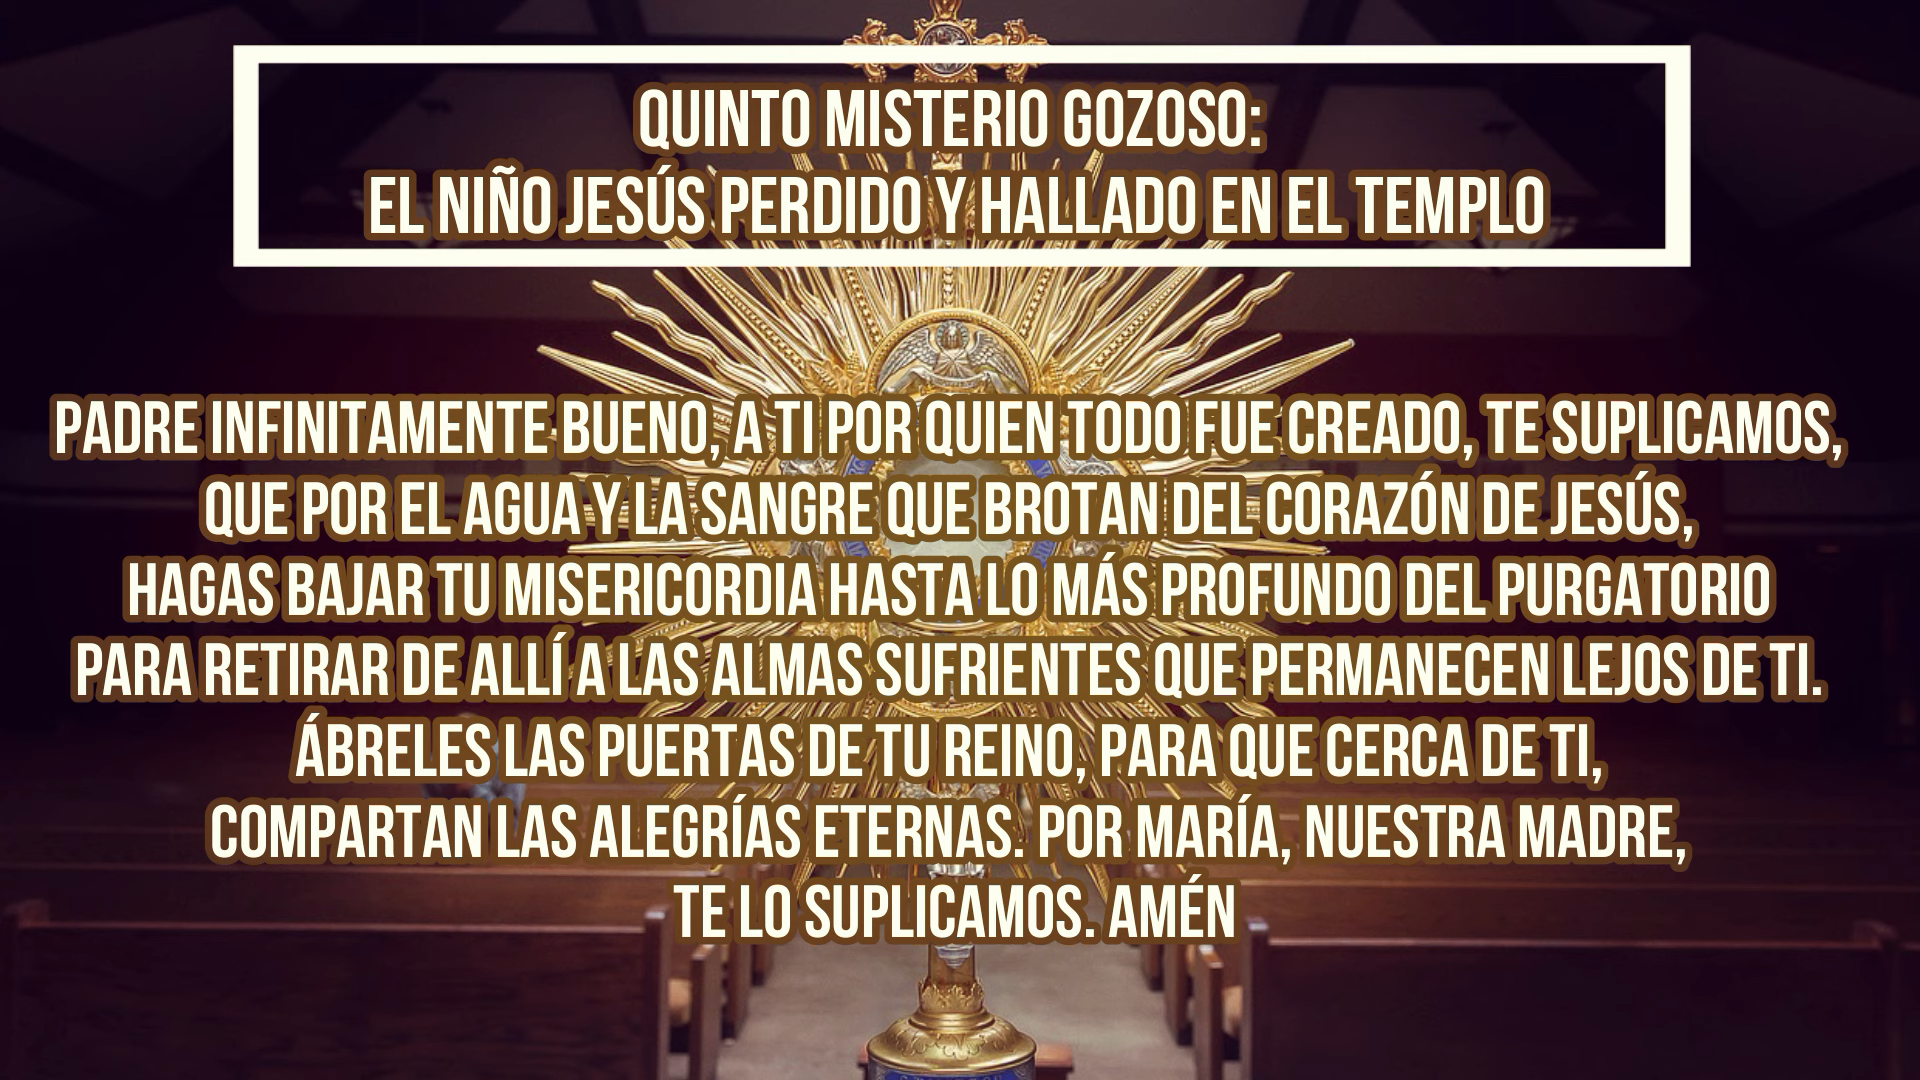 QUINTO MISTERIO GOZOSO:
EL NIÑO JESÚS PERDIDO Y HALLADO EN EL TEMPLO
PADRE INFINITAMENTE BUENO, A TI POR QUIEN TODO FUE CREADO, TE SUPLICAMOS,
QUE POR EL AGUA Y LA SANGRE QUE BROTAN DEL CORAZÓN DE JESÚS,
HAGAS BAJAR TU MISERICORDIA HASTA LO MÁS PROFUNDO DEL PURGATORIO
PARA RETIRAR DE ALLÍ A LAS ALMAS SUFRIENTES QUE PERMANECEN LEJOS DE TI.
ÁBRELES LAS PUERTAS DE TU REINO, PARA QUE CERCA DE TI,
COMPARTAN LAS ALEGRÍAS ETERNAS. POR MARÍA, NUESTRA MADRE,
TE LO SUPLICAMOS. AMÉN